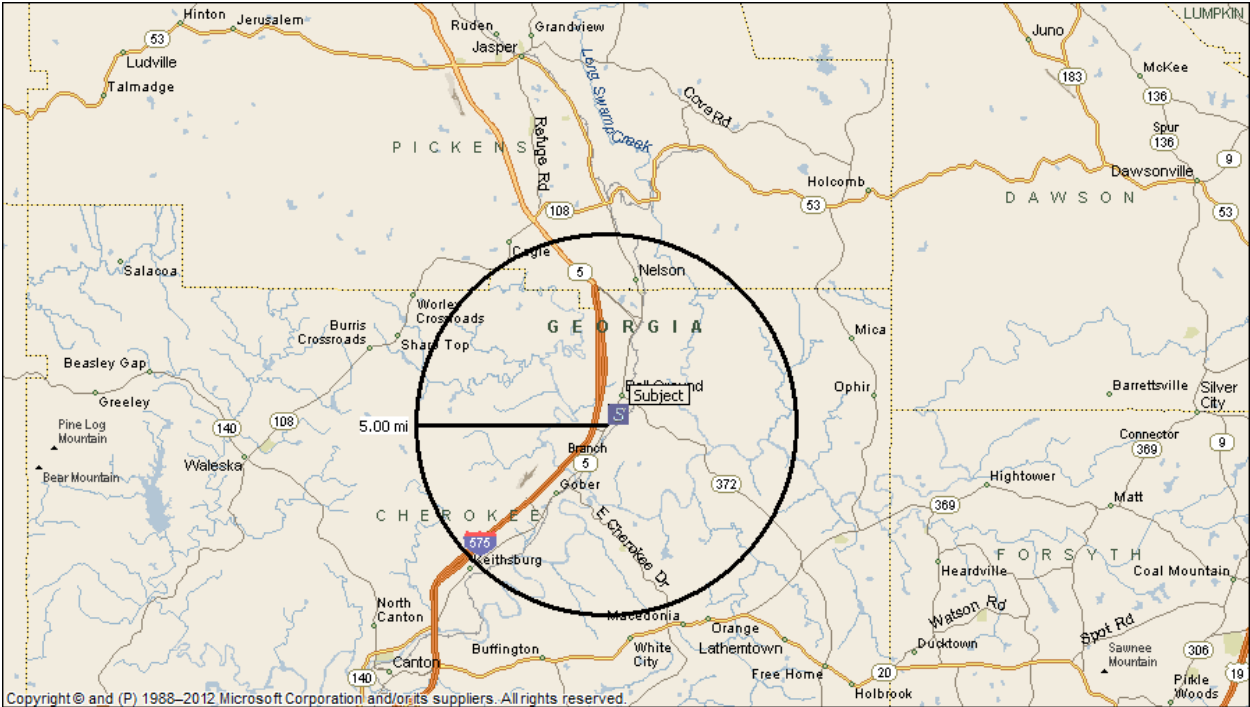 LUMPKIN
Hinton
Jerusalem
53
Ludville
Talmadge
Ruden
Grandview
Jasper
Long Swamp Creek
Cove Rd
Refuge Rd
PICKENS
Juno
183
McKee
136
Spur
136
9
Dawsonville
Holcomb
53
DAWSON
53
108
Cagle
5
Nelson
Salacoa
Worley
Crossroads
Burris
Crossroads
Sharp Top
GEORGIA
Mica
Beasley Gap
Greeley
Ball Ground
Subject
S
Ophir
Barrettsville
Silver
City
5.00 mi
140
108
Pine Log
Mountain
Bear Mountain
Waleska
Branch
5
Gober
372
Connector
369
9
Hightower
Matt
369
CHEROKEE
E Cherokee Dr
575
Keithsburg
FORSYTH
Heardville
Coal Mountain
North
Canton
Macedonia
Orange
Lathemtown
Watson Rd
Spot Rd
Ducktown
Sawnee
Mountain
306
Buffington
White
City
Canton
140
Free Home
20
Holbrook
19
Pirkle
Woods
Copyright © and (P) 1988–2012 Microsoft Corporation and/or its suppliers. All rights reserved.